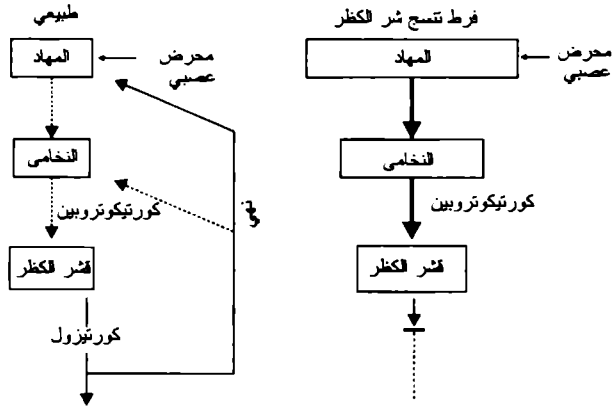 فرط تنسج شر الكظر
طبيعي
المهاد
محرض
عصبي
المهاد
محرض
عصبي
النخامى
النخامى
كورتيكوتروبين
كورتيكوتروبين
نهي
قشر الكظر
قشر الكظر
كورتيزول